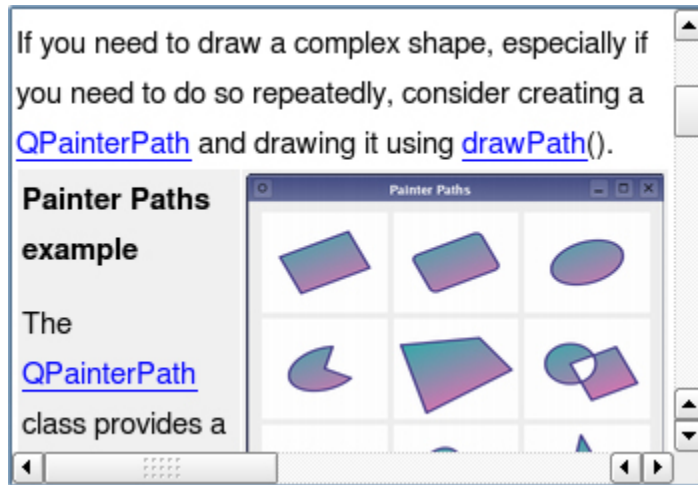 If you need to draw a complex shape, especially if
you need to do so repeatedly, consider creating a
QPainterPath and drawing it using drawPath().
Painter Paths
example
The
QPainterPath
class provides a
Painter Paths